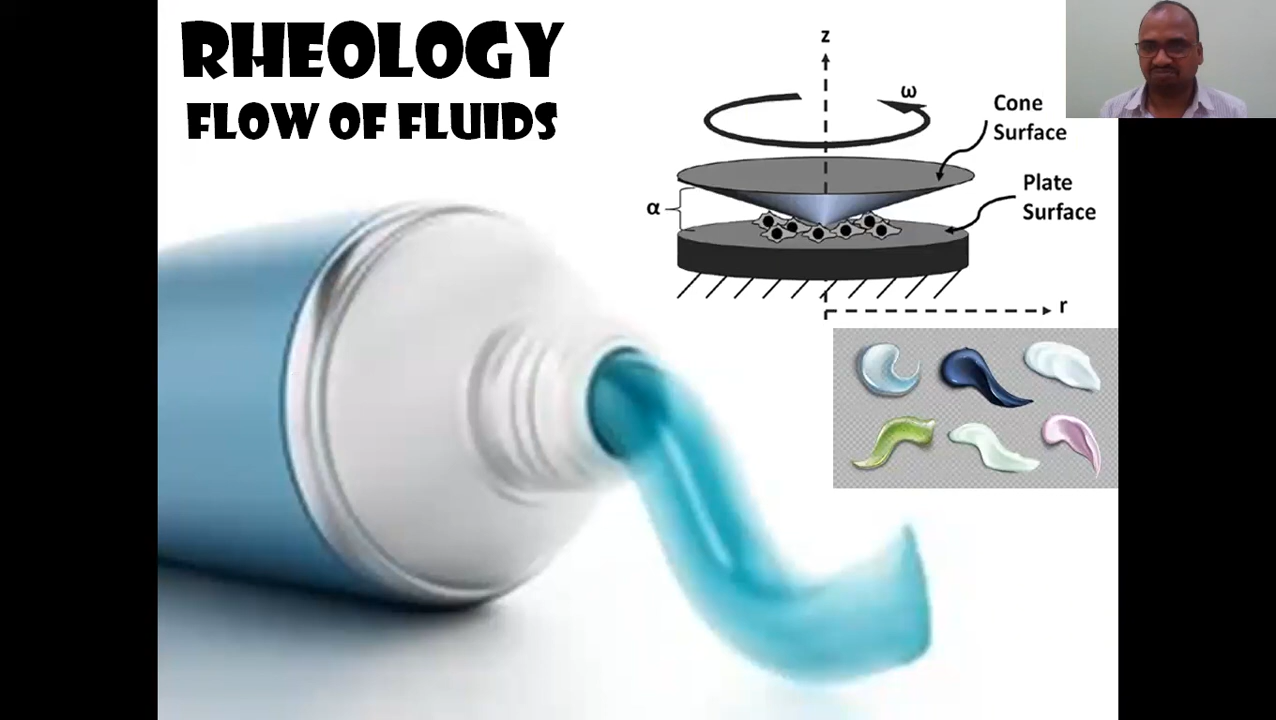 RHEOLOGY
FLOW OF FLUIDS
z
ω
Cone
Surface
Plate
Surface
α
r